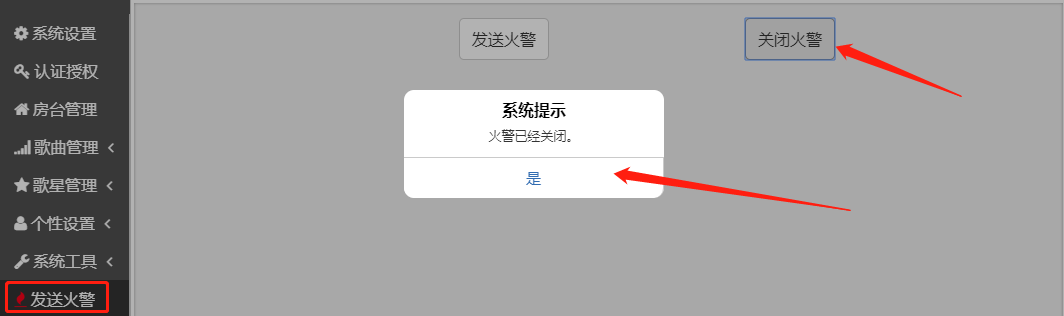 系统设置
认证授权
房台管理
歌曲管理
歌星管理
个性设置
系统工具
发送火警
发送火警
关闭火警
系统提示
火警已经关闭。
是